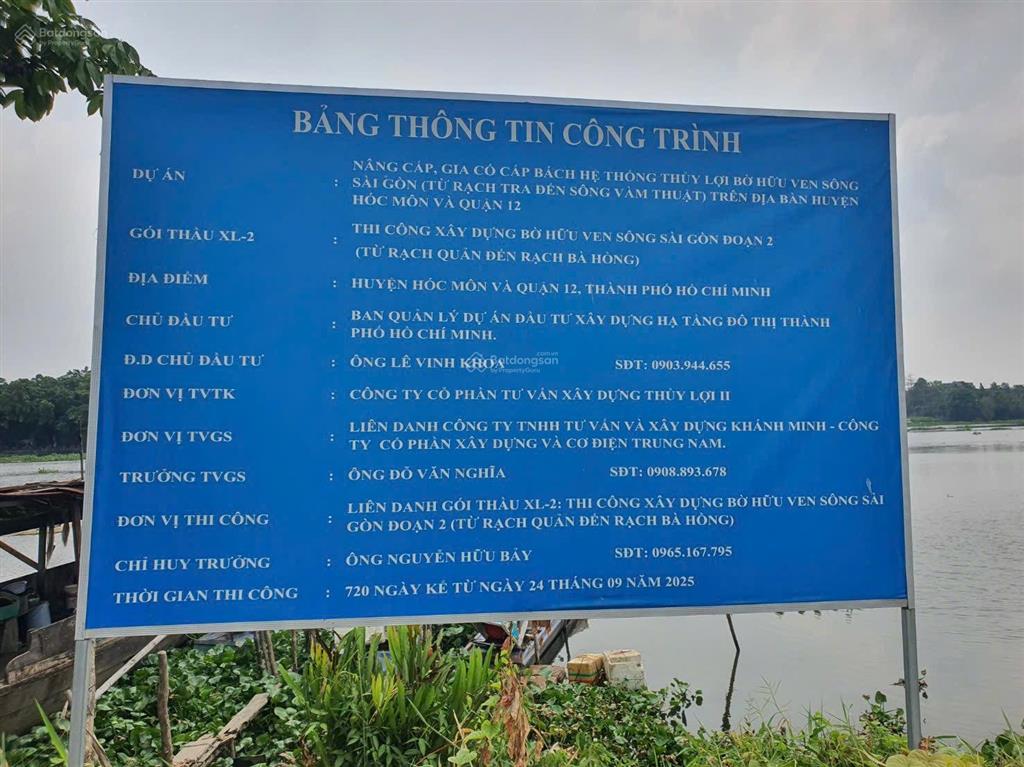 Batdongsan
by PropertyGuru
BẢNG THÔNG TIN CÔNG TRÌNH
DỰ ÁN : NÂNG CẤP, GIA CỐ CẤP BÁCH HỆ THỐNG THỦY LỢI BỜ HỮU VEN SÔNG
SÀI GÒN (TỪ RẠCH TRA ĐẾN SÔNG VÀM THUẬT) TRÊN ĐỊA BÀN HUYỆN
HÓC MÔN VÀ QUẬN 12
GÓI THẦU XL-2 : THI CÔNG XÂY DỰNG BỜ HỮU VEN SÔNG SÀI GÒN ĐOẠN 2
(TỪ RẠCH QUẢN ĐẾN RẠCH BÀ HỒNG)
ĐỊA ĐIỂM : HUYỆN HÓC MÔN VÀ QUẬN 12, THÀNH PHỐ HỒ CHÍ MINH
CHỦ ĐẦU TƯ : BAN QUẢN LÝ DỰ ÁN ĐẦU TƯ XÂY DỰNG HẠ TẦNG ĐÔ THỊ THÀNH
PHỐ HỒ CHÍ MINH.
Đ.D CHỦ ĐẦU TƯ : ÔNG LÊ VINH KHOA SĐT: 0903.944.655
Batdongsan.com.vn
by PropertyGuru
ĐƠN VỊ TVTK : CÔNG TY CỔ PHẦN TƯ VẤN XÂY DỰNG THỦY LỢI II
ĐƠN VỊ TVGS : LIÊN DANH CÔNG TY TNHH TƯ VẤN VÀ XÂY DỰNG KHÁNH MINH - CÔNG
TY CỔ PHẦN XÂY DỰNG VÀ CƠ ĐIỆN TRUNG NAM.
TRƯỞNG TVGS : ÔNG ĐỖ VĂN NGHĨA SĐT: 0908.893.678
ĐƠN VỊ THI CÔNG : LIÊN DANH GÓI THẦU XL-2: THI CÔNG XÂY DỰNG BỜ HỮU VEN SÔNG SÀI
GÒN ĐOẠN 2 (TỪ RẠCH QUẢN ĐẾN RẠCH BÀ HỒNG)
CHỈ HUY TRƯỞNG : ÔNG NGUYỄN HỮU BẢY SĐT: 0965.167.795
THỜI GIAN THI CÔNG : 720 NGÀY KỂ TỪ NGÀY 24 THÁNG 09 NĂM 2025